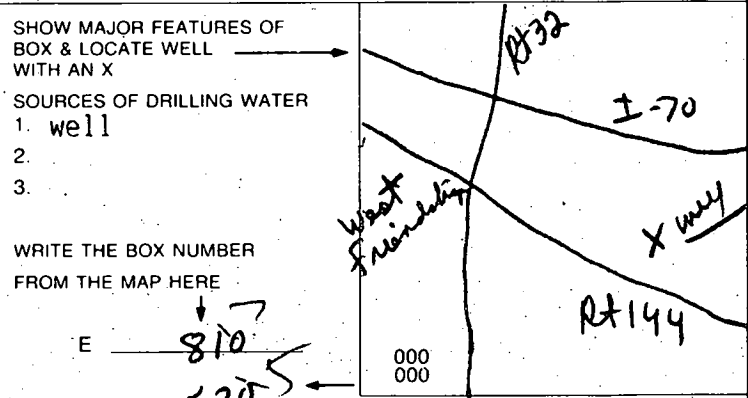 SHOW MAJOR FEATURES OF
BOX & LOCATE WELL
WITH AN X
SOURCES OF DRILLING WATER
1. well
2.
3.
WRITE THE BOX NUMBER
FROM THE MAP HERE
E 810
Rt 32
I-70
West
Friendship
X
Rt 144
000
000